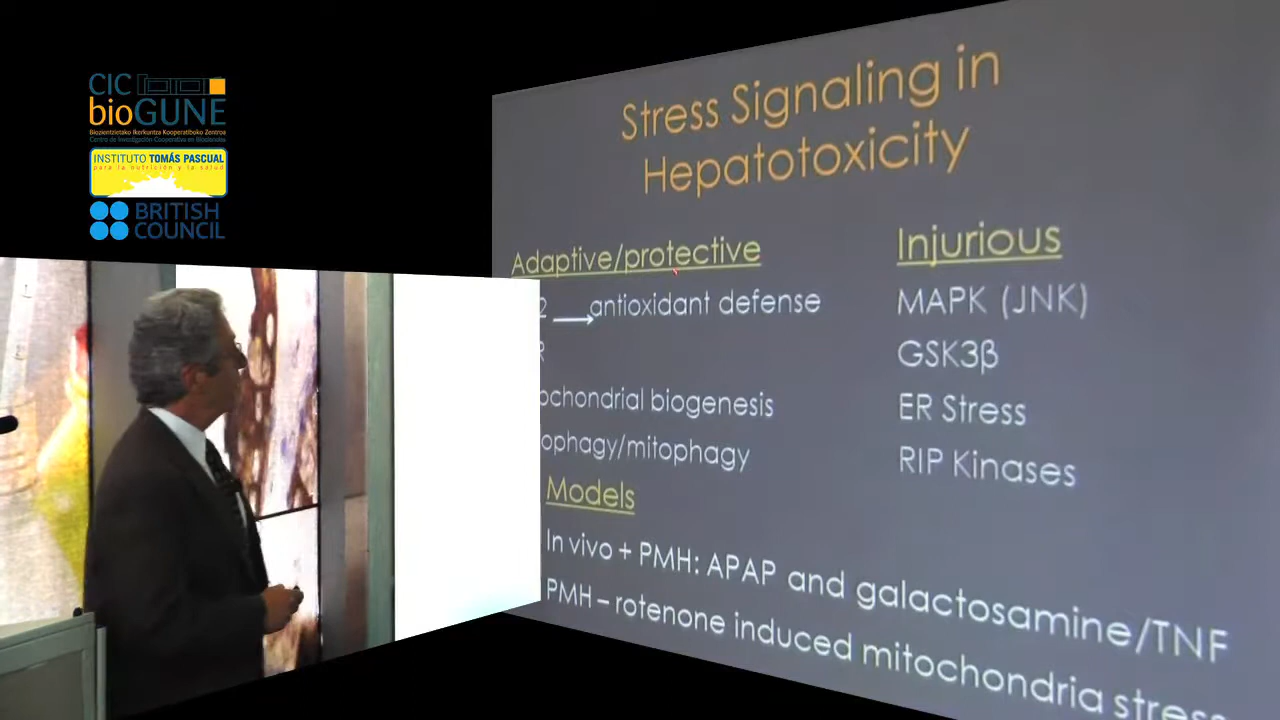 CIC
bioGUNE
Biozientzietako Ikerkuntza Kooperatiboko Zentroa
Centro de Investigación Cooperativa en Biociencias
INSTITUTO TOMÁS PASCUAL
para la nutrición y la salud
BRITISH
COUNCIL
Stress Signaling in
Hepatotoxicity
Adaptive/protective
2 → antioxidant defense
R
ochondrial biogenesis
ophagy/mitophagy
Injurious
MAPK (JNK)
GSK3β
ER Stress
RIP Kinases
Models
In vivo + PMH: APAP and galactosamine/TNF
PMH – rotenone induced mitochondria stress